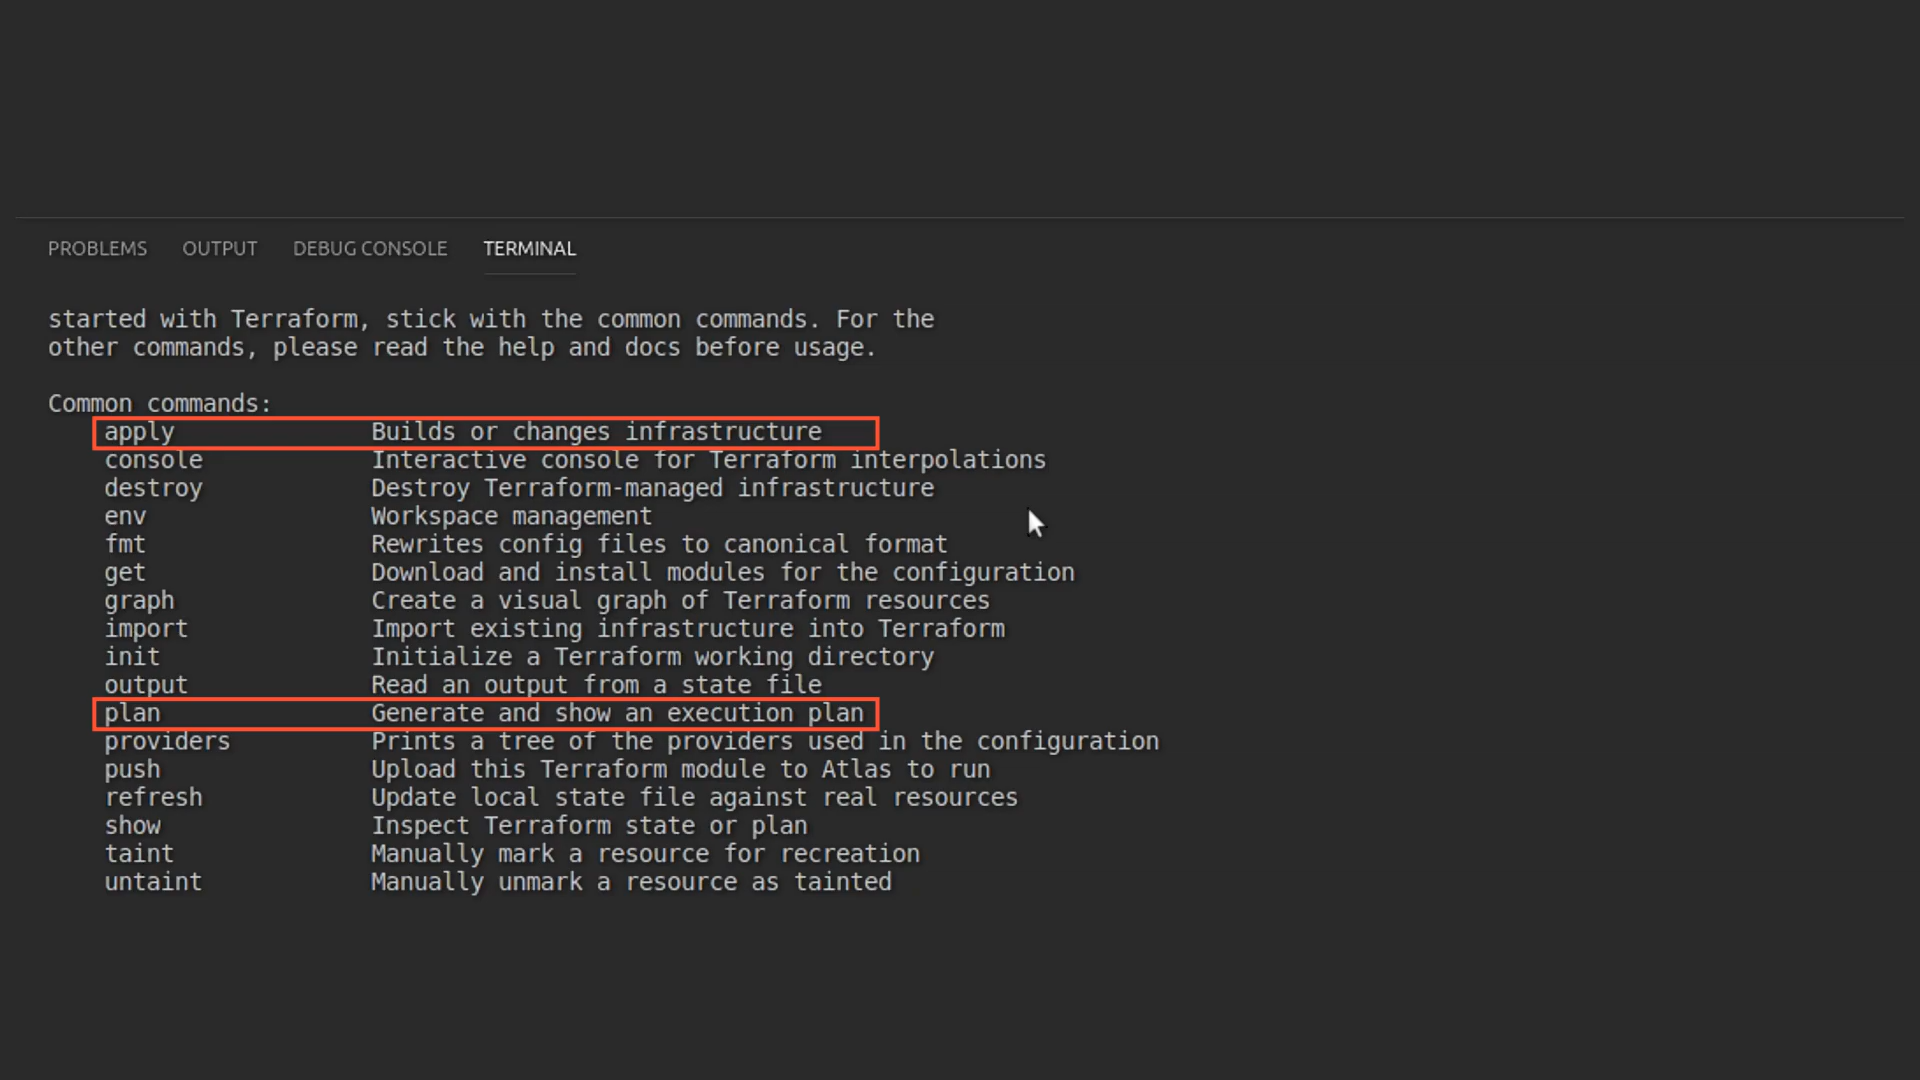 PROBLEMS OUTPUT DEBUG CONSOLE TERMINAL
started with Terraform, stick with the common commands. For the
other commands, please read the help and docs before usage.
Common commands:
apply Builds or changes infrastructure
console Interactive console for Terraform interpolations
destroy Destroy Terraform-managed infrastructure
env Workspace management
fmt Rewrites config files to canonical format
get Download and install modules for the configuration
graph Create a visual graph of Terraform resources
import Import existing infrastructure into Terraform
init Initialize a Terraform working directory
output Read an output from a state file
plan Generate and show an execution plan
providers Prints a tree of the providers used in the configuration
push Upload this Terraform module to Atlas to run
refresh Update local state file against real resources
show Inspect Terraform state or plan
taint Manually mark a resource for recreation
untaint Manually unmark a resource as tainted